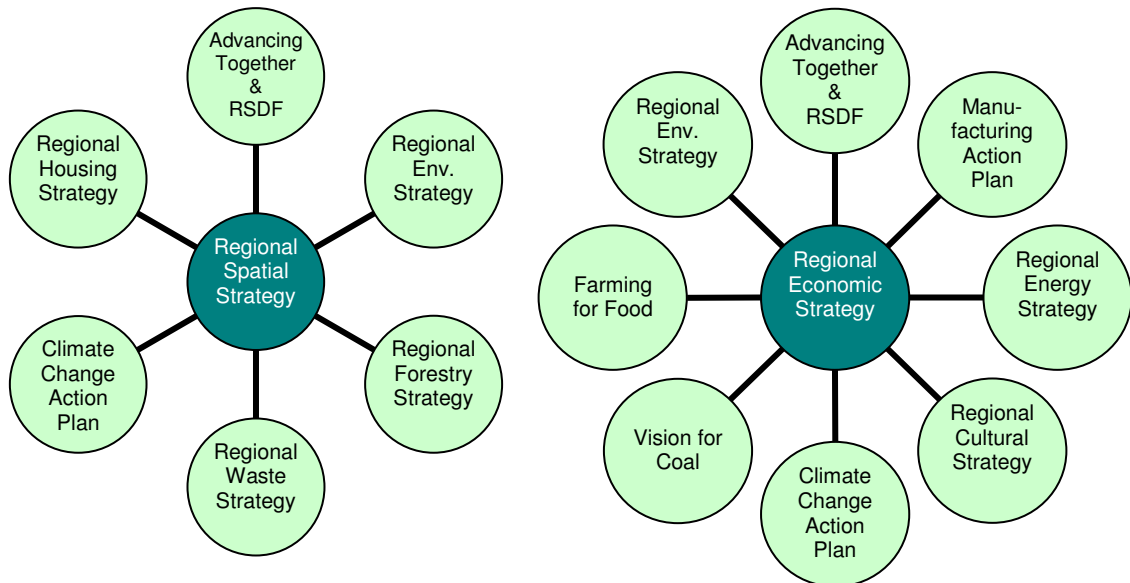 Advancing
Together
&
RSDF
Regional
Env.
Strategy
Regional
Forestry
Strategy
Regional
Waste
Strategy
Climate
Change
Action
Plan
Regional
Housing
Strategy
Regional
Spatial
Strategy
Advancing
Together
&
RSDF
Manu-
facturing
Action
Plan
Regional
Energy
Strategy
Regional
Cultural
Strategy
Climate
Change
Action
Plan
Vision for
Coal
Farming
for Food
Regional
Env.
Strategy
Regional
Economic
Strategy